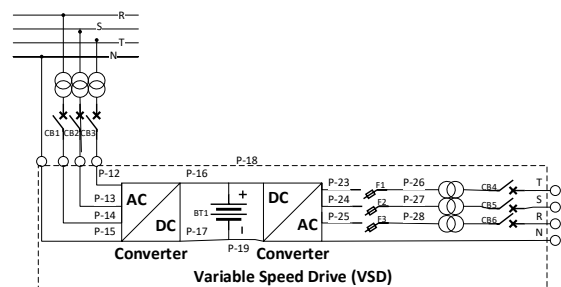 R
S
T
N
CB1 CB2 CB3
P-12 P-18
P-16
P-13
P-14
P-15
AC
DC
Converter
P-17
BT1
+
P-19
DC
AC
Converter
P-23 F1 P-26 CB4 T
P-24 F2 P-27 CB5 S
P-25 F3 P-28 CB6 R
N
Variable Speed Drive (VSD)